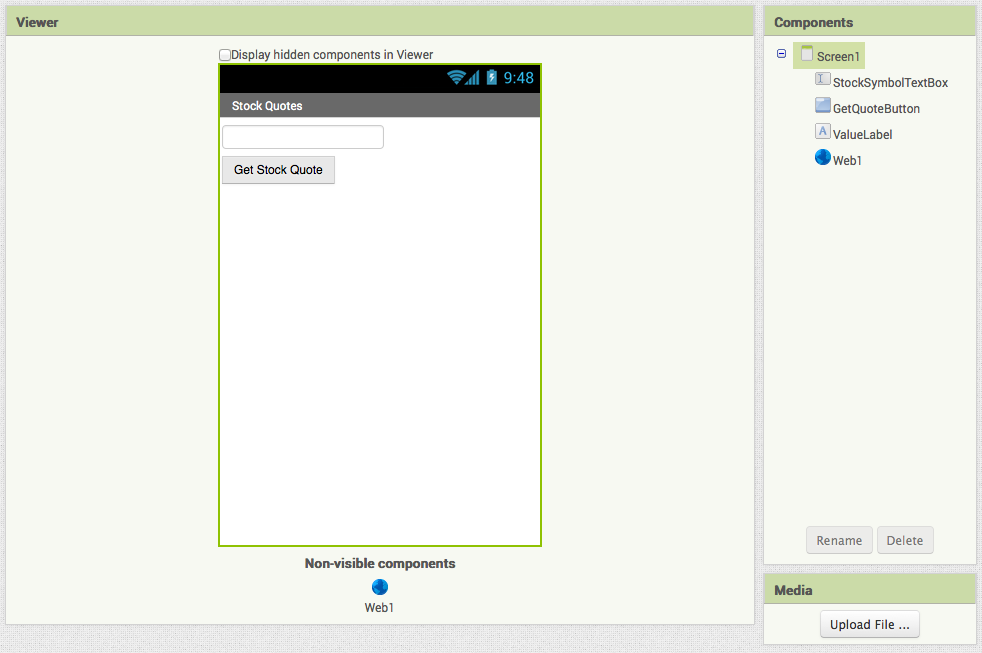 Viewer
Display hidden components in Viewer
9:48
Stock Quotes
Get Stock Quote
Non-visible components
Web1
Components
Screen1
StockSymbolTextBox
GetQuoteButton
A
ValueLabel
Web1
Rename Delete
Media
Upload File ...